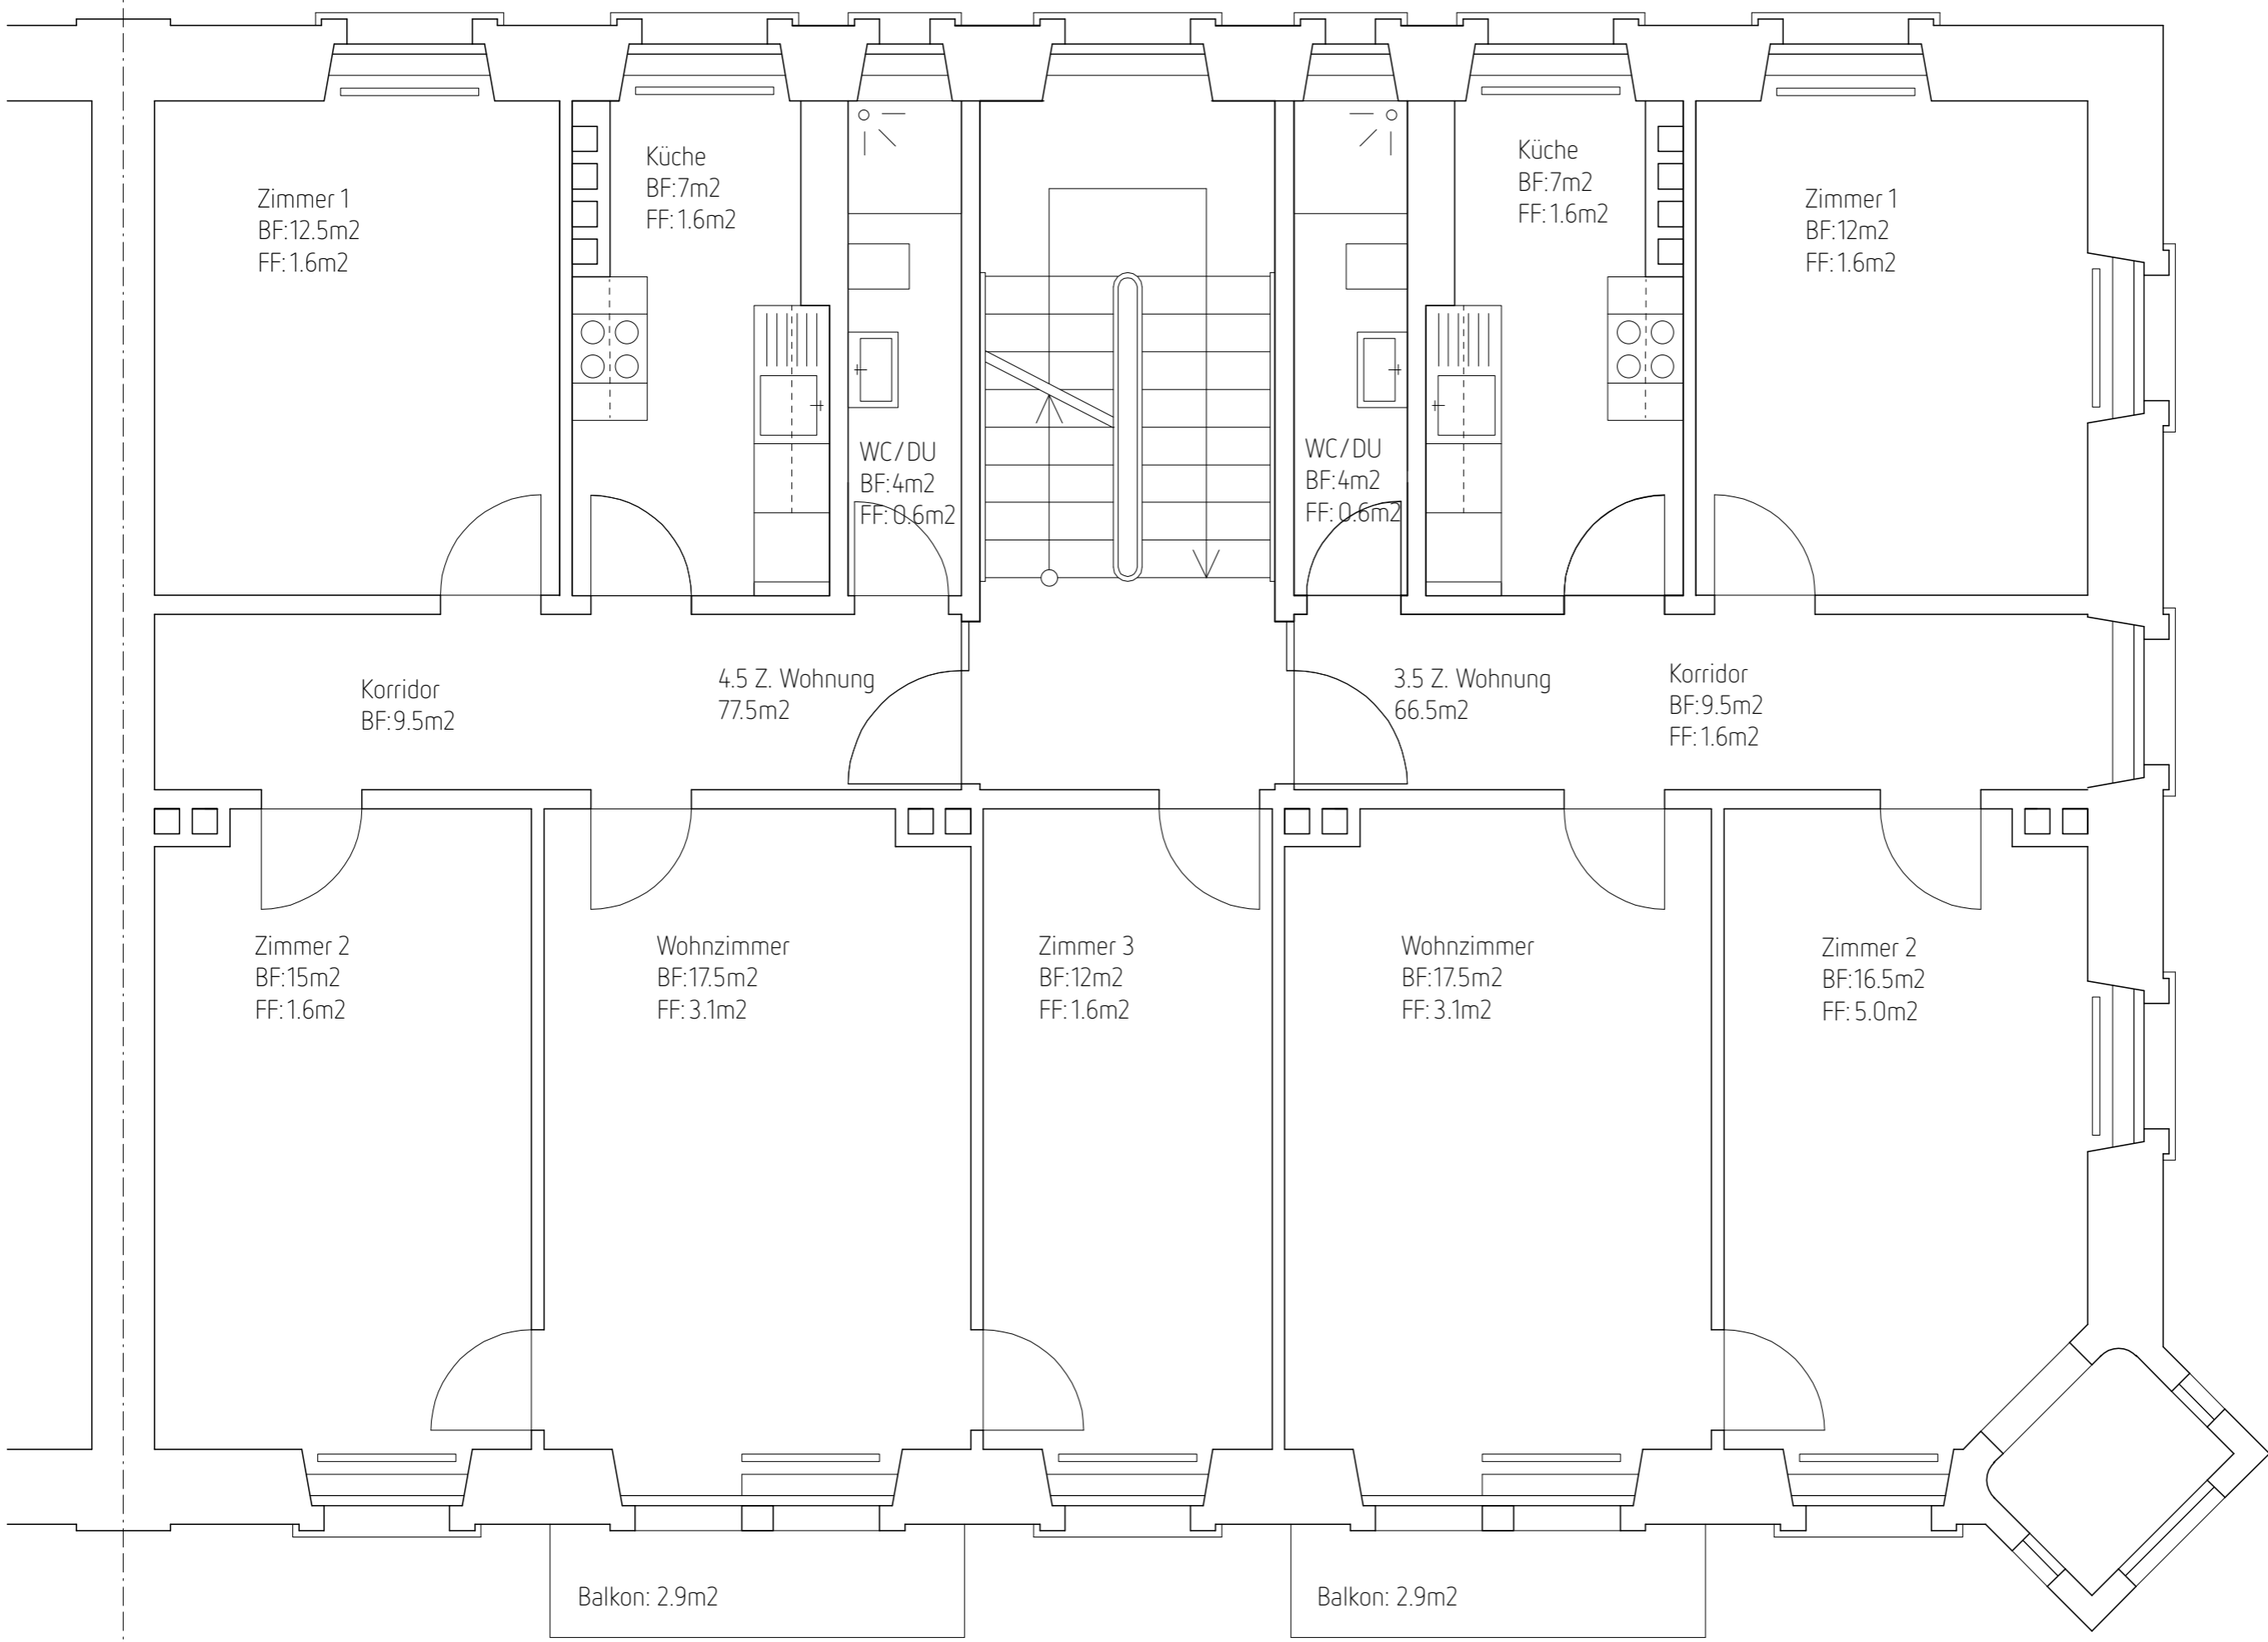 Zimmer 1
BF:12.5m2
FF: 1.6m2
Küche
BF:7m2
FF: 1.6m2
WC/DU
BF:4m2
FF: 0.6m2
WC/DU
BF:4m2
FF: 0.6m2
Küche
BF:7m2
FF: 1.6m2
Zimmer 1
BF:12m2
FF: 1.6m2
Korridor
BF:9.5m2
4.5 Z. Wohnung
77.5m2
3.5 Z. Wohnung
66.5m2
Korridor
BF:9.5m2
FF: 1.6m2
Zimmer 2
BF:15m2
FF: 1.6m2
Wohnzimmer
BF:17.5m2
FF: 3.1m2
Zimmer 3
BF:12m2
FF: 1.6m2
Wohnzimmer
BF:17.5m2
FF: 3.1m2
Zimmer 2
BF:16.5m2
FF: 5.0m2
Balkon: 2.9m2
Balkon: 2.9m2